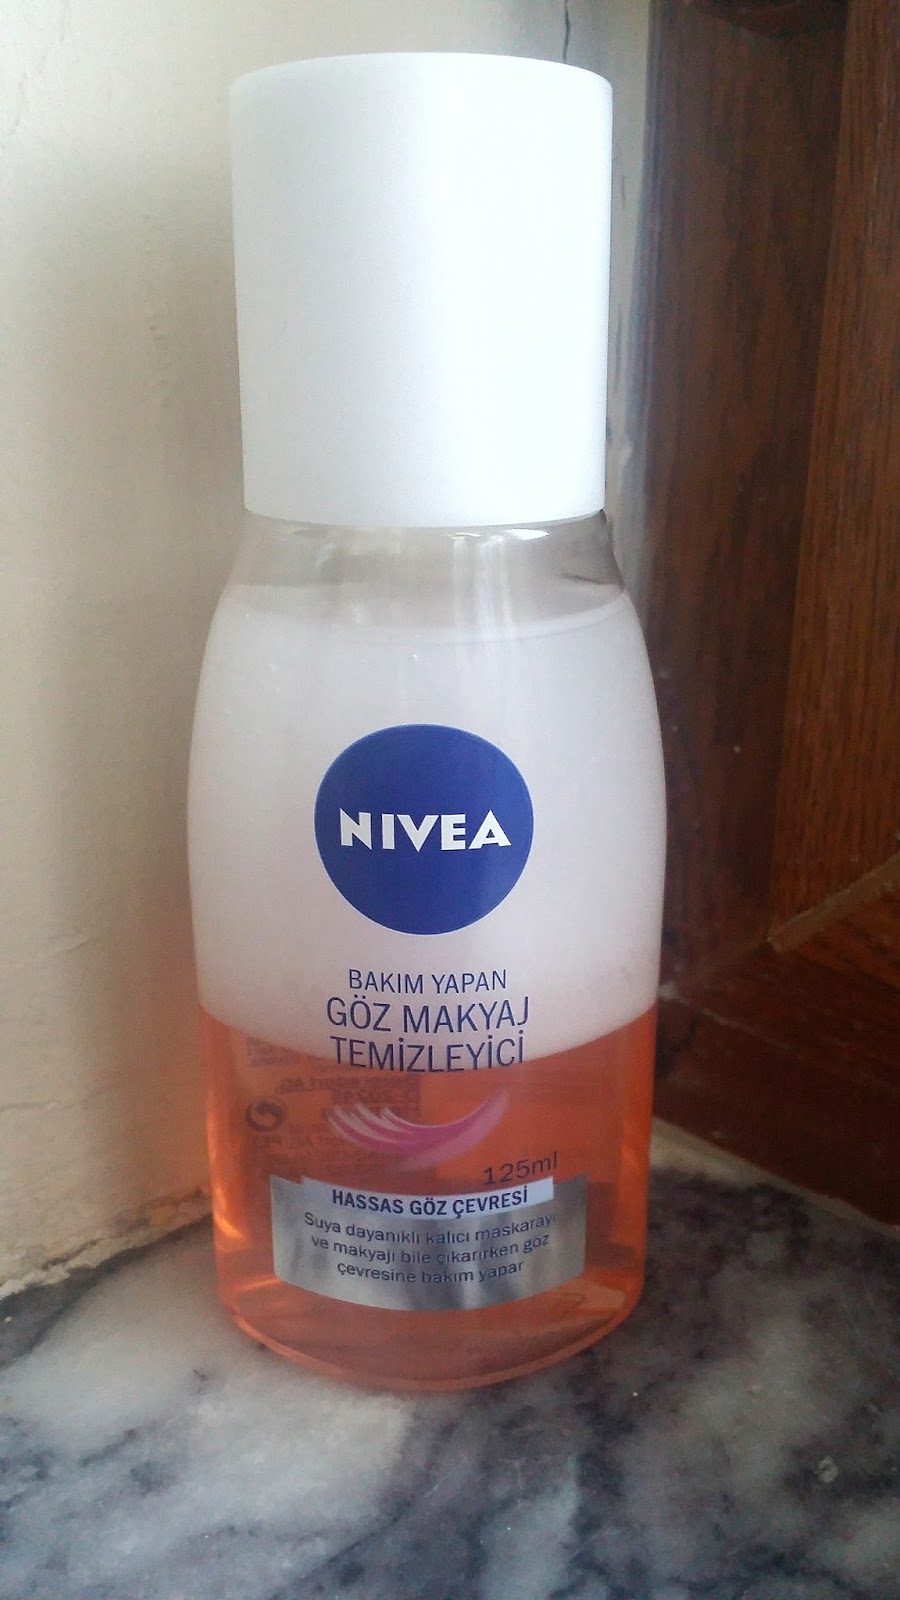 NIVEA
BAKIM YAPAN
GÖZ MAKYAJ
TEMİZLEYİCİ
125ml
HASSAS GÖZ ÇEVRESİ
Suya dayanıklı kalıcı maskarayı
ve makyajı bile çıkarırken göz
çevresine bakım yapar